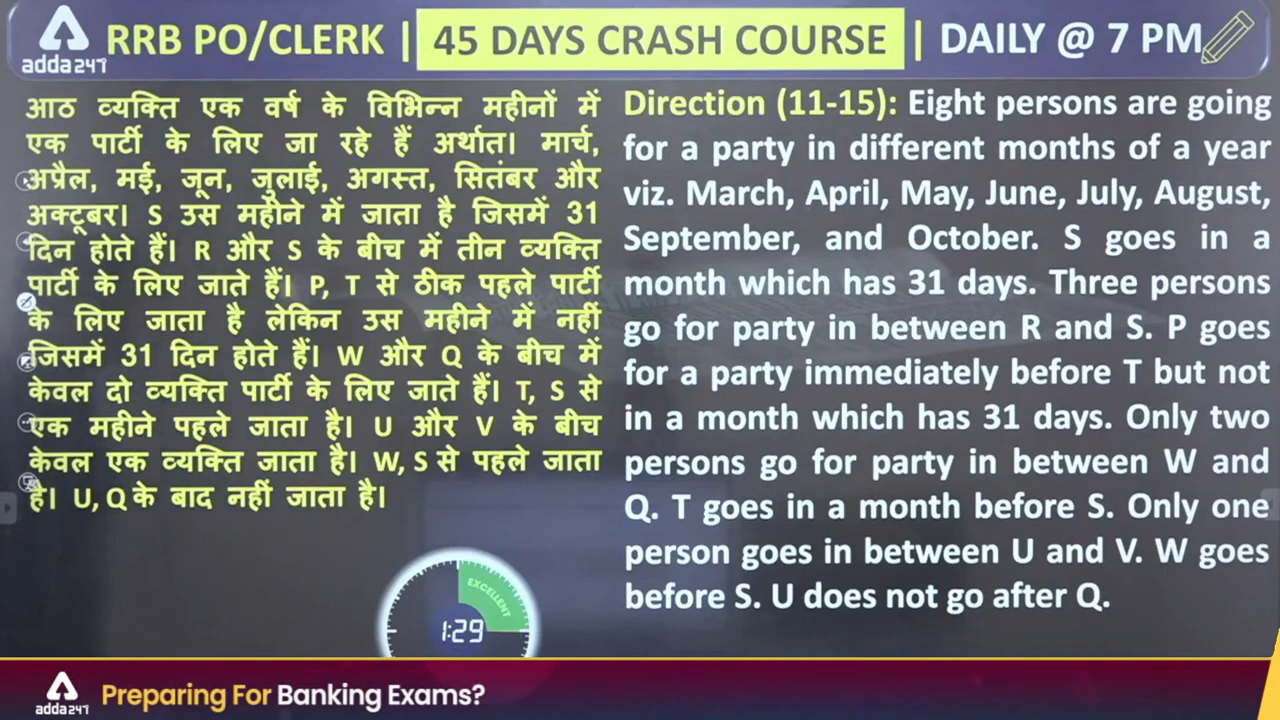 adda247
RRB PO/CLERK | 45 DAYS CRASH COURSE | DAILY @ 7 PM
आठ व्यक्ति एक वर्ष के विभिन्न महीनों में
एक पार्टी के लिए जा रहे हैं अर्थात। मार्च,
अप्रैल, मई, जून, जुलाई, अगस्त, सितंबर और
अक्टूबर। S उस महीने में जाता है जिसमें 31
दिन होते हैं। R और S के बीच में तीन व्यक्ति
पार्टी के लिए जाते हैं। P, T से ठीक पहले पार्टी
के लिए जाता है लेकिन उस महीने में नहीं
जिसमें 31 दिन होते हैं। W और Q के बीच में
केवल दो व्यक्ति पार्टी के लिए जाते हैं। T, S से
एक महीने पहले जाता है। U और V के बीच
केवल एक व्यक्ति जाता है। W, S से पहले जाता
है। U, Q के बाद नहीं जाता है।
Direction (11-15): Eight persons are going
for a party in different months of a year
viz. March, April, May, June, July, August,
September, and October. S goes in a
month which has 31 days. Three persons
go for party in between R and S. P goes
for a party immediately before T but not
in a month which has 31 days. Only two
persons go for party in between W and
Q. T goes in a month before S. Only one
person goes in between U and V. W goes
before S. U does not go after Q.
EXCELLENT
1:29
adda247
Preparing For Banking Exams?